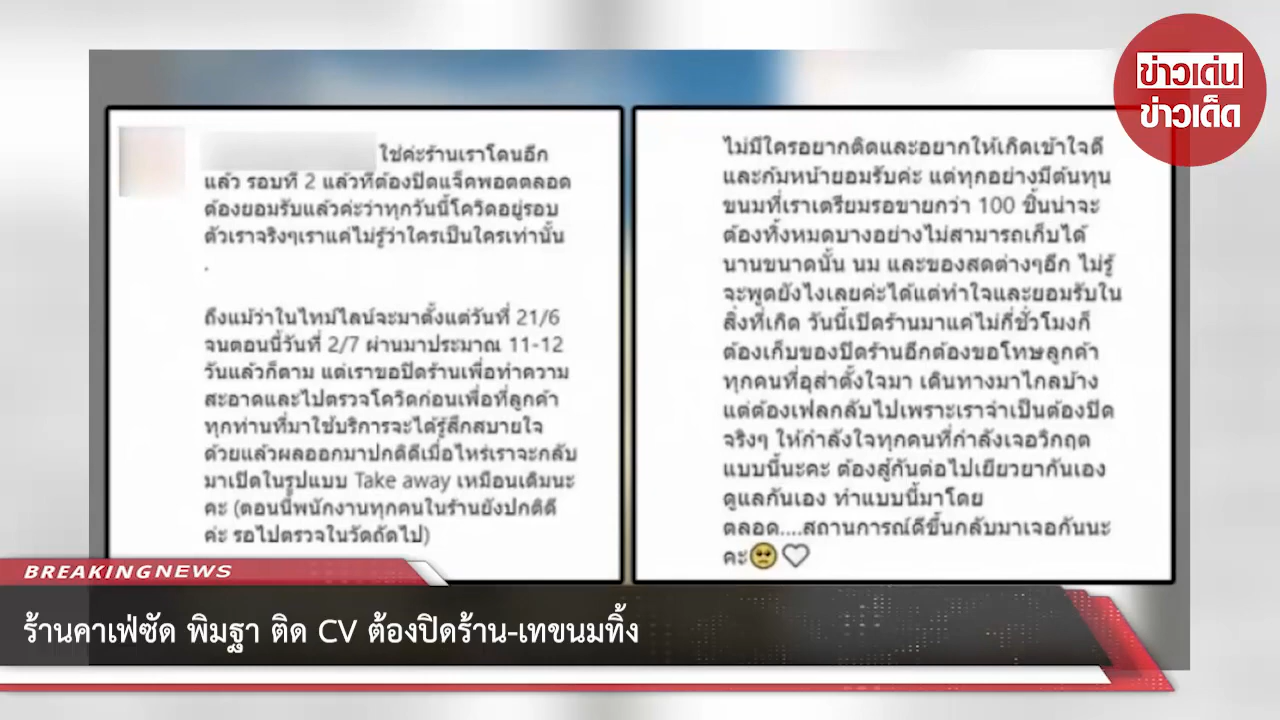 ข่าวเด่น
ข่าวเด็ด
ใช่ค่ะร้านเราโดนอีก
แล้ว รอบที่ 2 แล้วที่ต้องปิดแจ็คพอตตลอด
ต้องยอมรับแล้วค่ะว่าทุกวันนี้โควิดอยู่รอบ
ตัวเราจริงๆเราแค่ไม่รู้ว่าใครเป็นใครเท่านั้น
.
ถึงแม้ว่าในไทม์ไลน์จะมาตั้งแต่วันที่ 21/6
จนตอนนี้วันที่ 2/7 ผ่านมาประมาณ 11-12
วันแล้วก็ตาม แต่เราขอปิดร้านเพื่อทำความ
สะอาดและไปตรวจโควิดก่อนเพื่อที่ลูกค้า
ทุกท่านที่มาใช้บริการจะได้รู้สึกสบายใจ
ด้วยแล้วผลออกมาปกติดีเมื่อไหร่เราจะกลับ
มาเปิดในรูปแบบ Take away เหมือนเดิมนะ
คะ (ตอนนี้พนักงานทุกคนในร้านยังปกติดี
ค่ะ รอไปตรวจในวัดถัดไป)
ไม่มีใครอยากติดและอยากให้เกิดเข้าใจดี
และก้มหน้ายอมรับค่ะ แต่ทุกอย่างมีต้นทุน
ขนมที่เราเตรียมรอขายกว่า 100 ชิ้นน่าจะ
ต้องทิ้งหมดบางอย่างไม่สามารถเก็บได้
นานขนาดนั้น นม และของสดต่างๆอีก ไม่รู้
จะพูดยังไงเลยค่ะได้แต่ทำใจและยอมรับใน
สิ่งที่เกิด วันนี้เปิดร้านมาแค่ไม่กี่ชั่วโมงก็
ต้องเก็บของปิดร้านอีกต้องขอโทษลูกค้า
ทุกคนที่อุส่าตั้งใจมา เดินทางมาไกลบ้าง
แต่ต้องเฟลกลับไปเพราะเราจำเป็นต้องปิด
จริงๆ ให้กำลังใจทุกคนที่กำลังเจอวิกฤต
แบบนี้นะคะ ต้องสู้กันต่อไปเยียวยากันเอง
ดูแลกันเอง ทำแบบนี้มาโดย
ตลอด....สถานการณ์ดีขึ้นกลับมาเจอกันนะ
คะ🥺🤍
BREAKINGNEWS
ร้านคาเฟ่ซัด พิมฐา ติด CV ต้องปิดร้าน-เทขนมทิ้ง